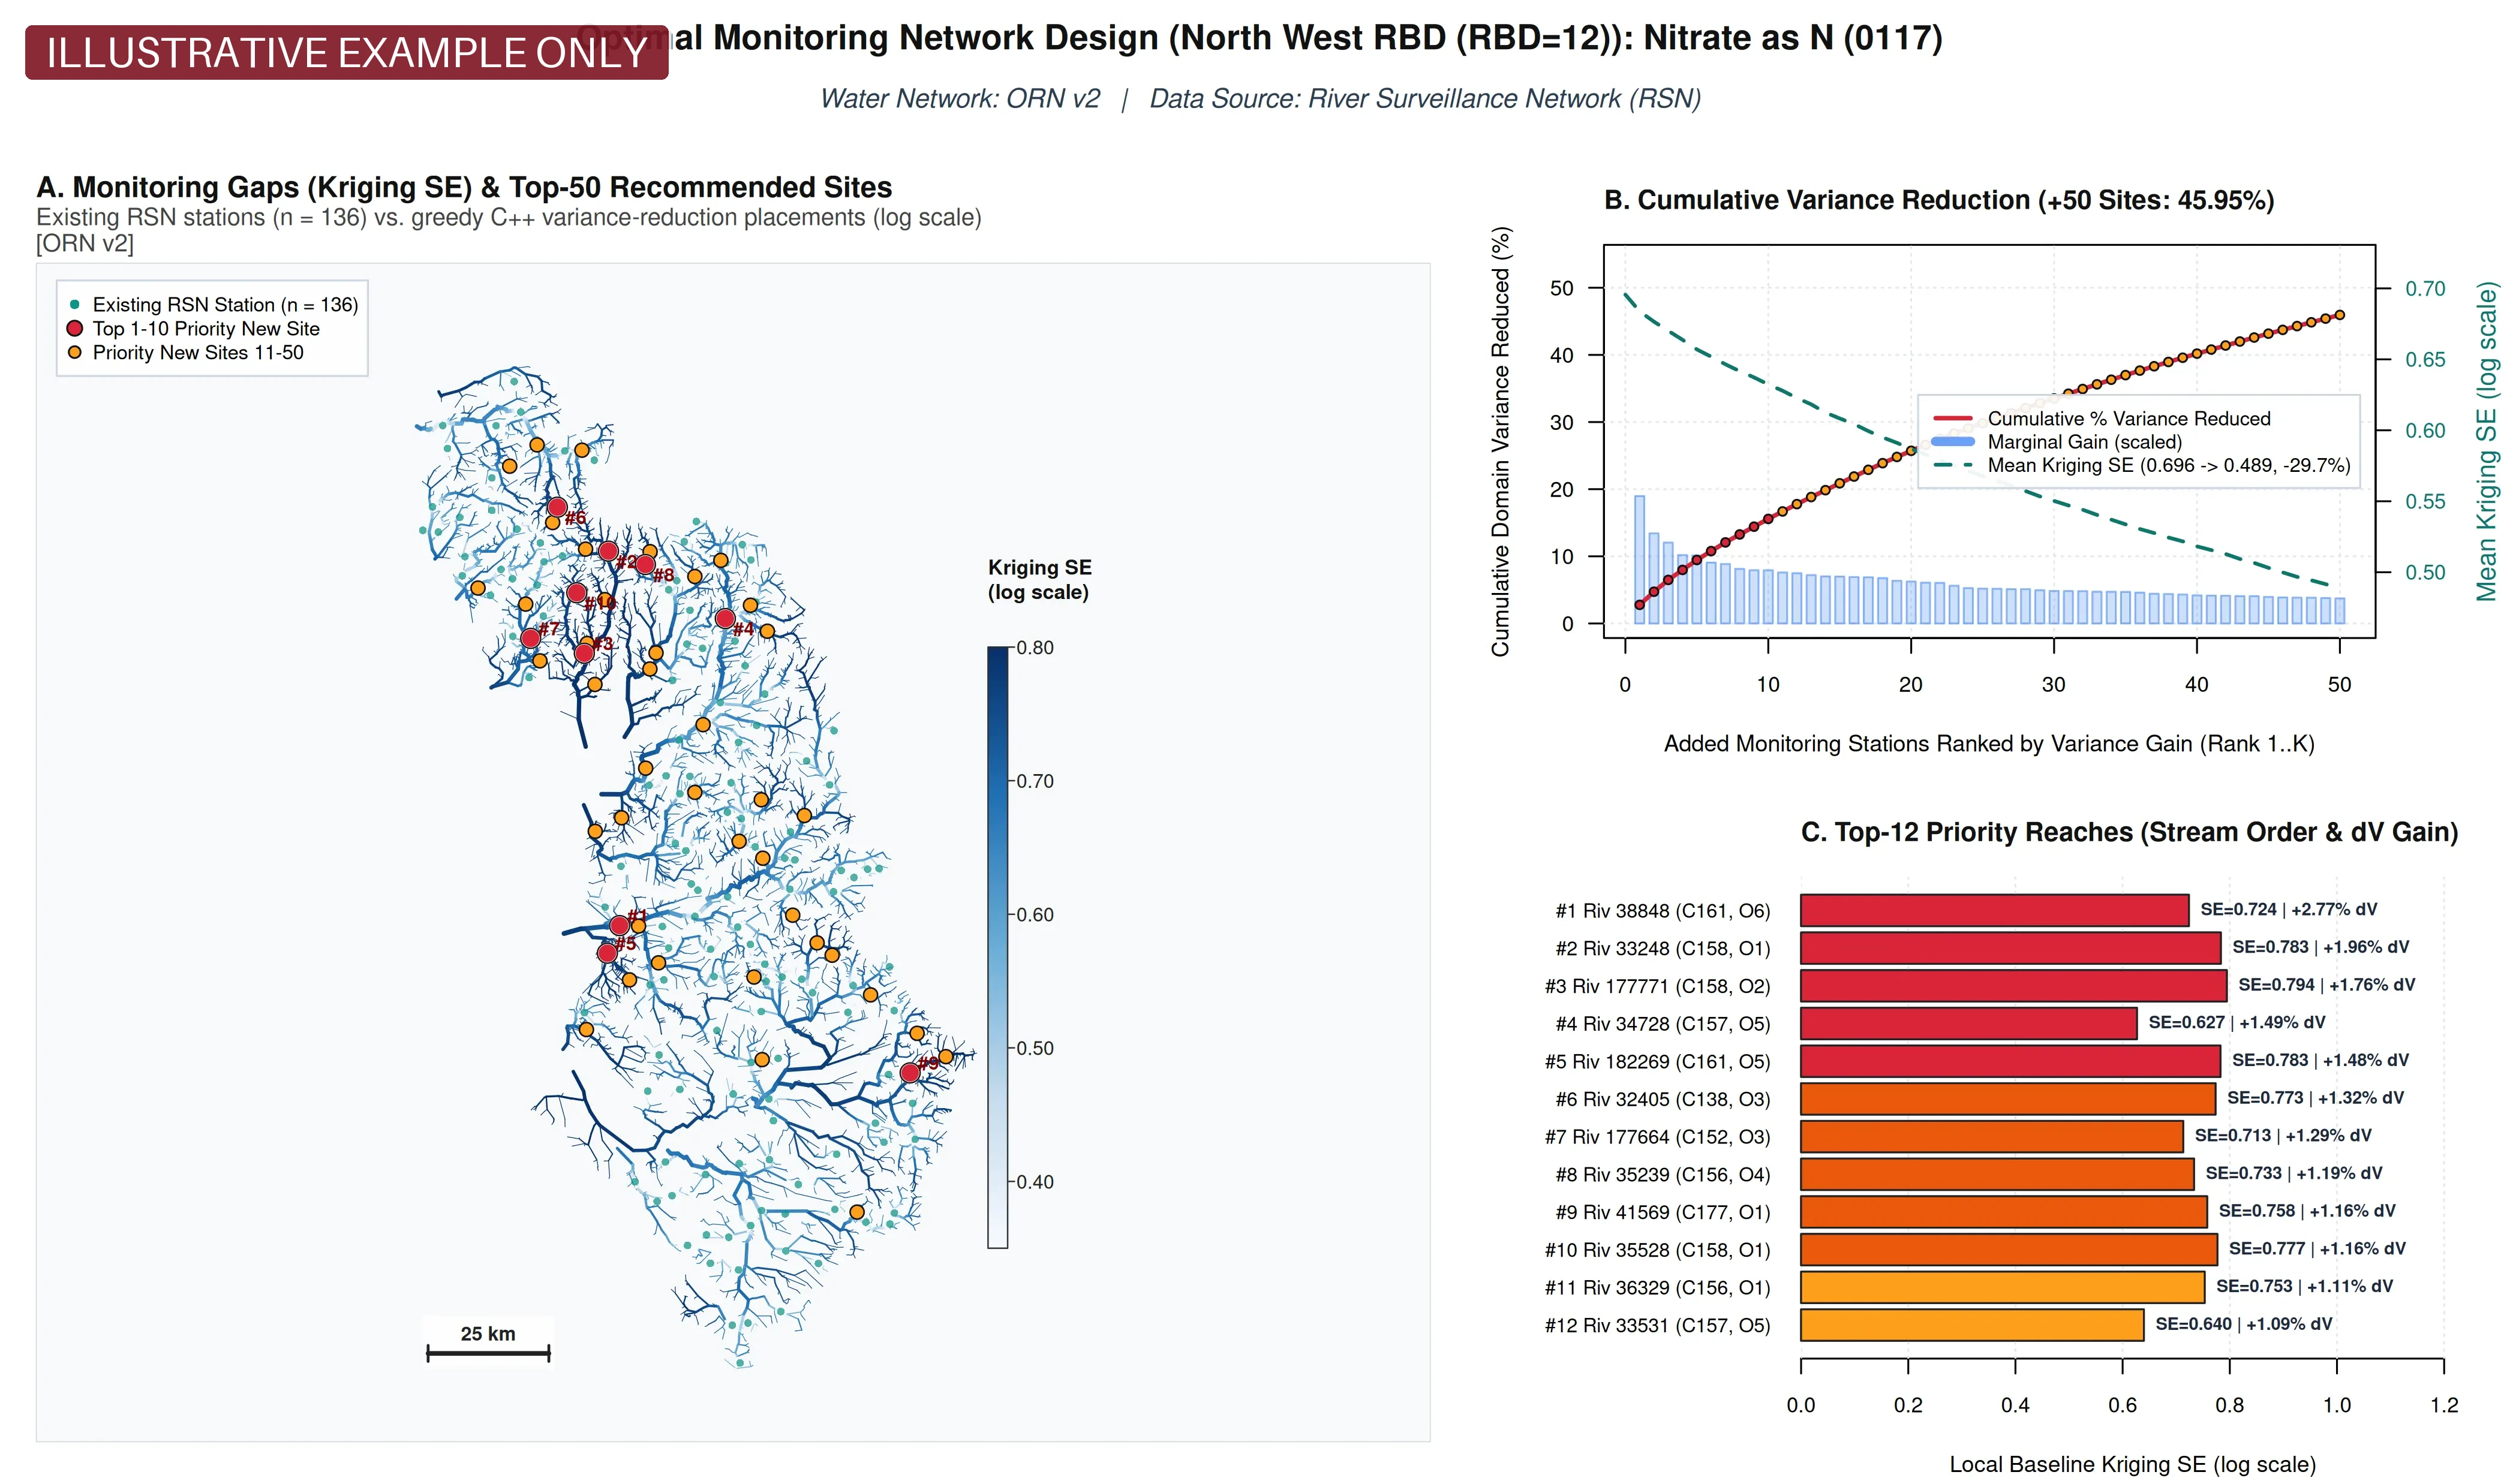 ILLUSTRATIVE EXAMPLE ONLY
Optimal Monitoring Network Design (North West RBD (RBD=12)): Nitrate as N (0117)
Water Network: ORN v2 | Data Source: River Surveillance Network (RSN)
A. Monitoring Gaps (Kriging SE) & Top-50 Recommended Sites
Existing RSN stations (n = 136) vs. greedy C++ variance-reduction placements (log scale)
[ORN v2]
Existing RSN Station (n = 136)
Top 1-10 Priority New Site
Priority New Sites 11-50
#6
#2
#8
#10
#7
#3
#4
#1
#5
#9
Kriging SE
(log scale)
0.80
0.70
0.60
0.50
0.40
25 km
B. Cumulative Variance Reduction (+50 Sites: 45.95%)
Cumulative Domain Variance Reduced (%)
50
40
30
20
10
0
0.70
0.65
0.60
0.55
0.50
Mean Kriging SE (log scale)
Cumulative % Variance Reduced
Marginal Gain (scaled)
Mean Kriging SE (0.696 -> 0.489, -29.7%)
0 10 20 30 40 50
Added Monitoring Stations Ranked by Variance Gain (Rank 1..K)
C. Top-12 Priority Reaches (Stream Order & dV Gain)
#1 Riv 38848 (C161, O6) SE=0.724 | +2.77% dV
#2 Riv 33248 (C158, O1) SE=0.783 | +1.96% dV
#3 Riv 177771 (C158, O2) SE=0.794 | +1.76% dV
#4 Riv 34728 (C157, O5) SE=0.627 | +1.49% dV
#5 Riv 182269 (C161, O5) SE=0.783 | +1.48% dV
#6 Riv 32405 (C138, O3) SE=0.773 | +1.32% dV
#7 Riv 177664 (C152, O3) SE=0.713 | +1.29% dV
#8 Riv 35239 (C156, O4) SE=0.733 | +1.19% dV
#9 Riv 41569 (C177, O1) SE=0.758 | +1.16% dV
#10 Riv 35528 (C158, O1) SE=0.777 | +1.16% dV
#11 Riv 36329 (C156, O1) SE=0.753 | +1.11% dV
#12 Riv 33531 (C157, O5) SE=0.640 | +1.09% dV
0.0 0.2 0.4 0.6 0.8 1.0 1.2
Local Baseline Kriging SE (log scale)